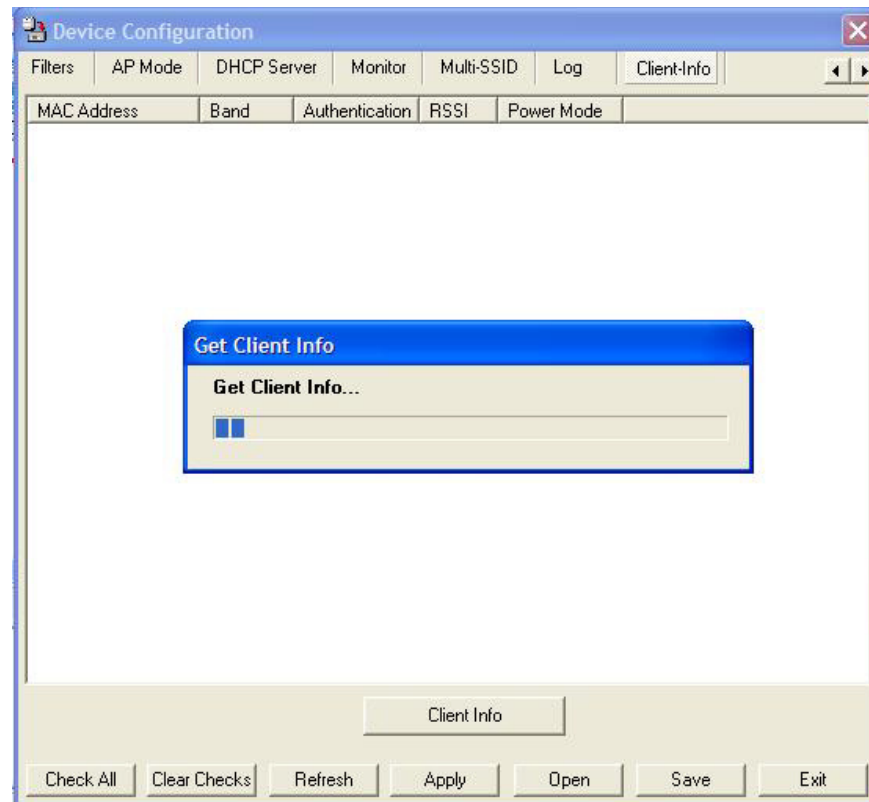 Device Configuration
Filters AP Mode DHCP Server Monitor Multi-SSID Log Client-Info
MAC Address Band Authentication RSSI Power Mode
Get Client Info
Get Client Info...
Client Info
Check All Clear Checks Refresh Apply Open Save Exit